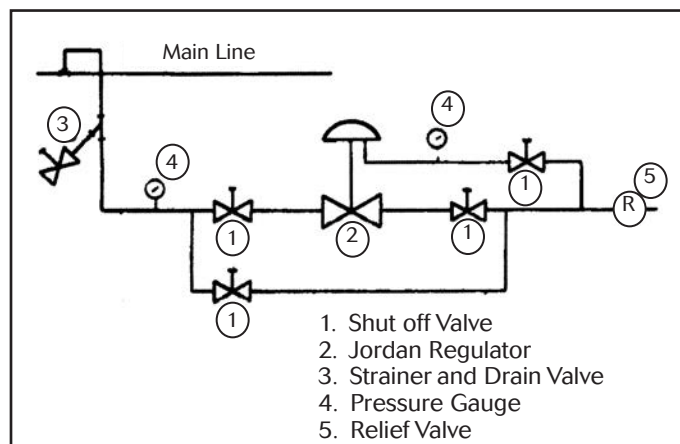 Main Line
4
3
4
1
5
R
1
2
1
1
1. Shut off Valve
2. Jordan Regulator
3. Strainer and Drain Valve
4. Pressure Gauge
5. Relief Valve